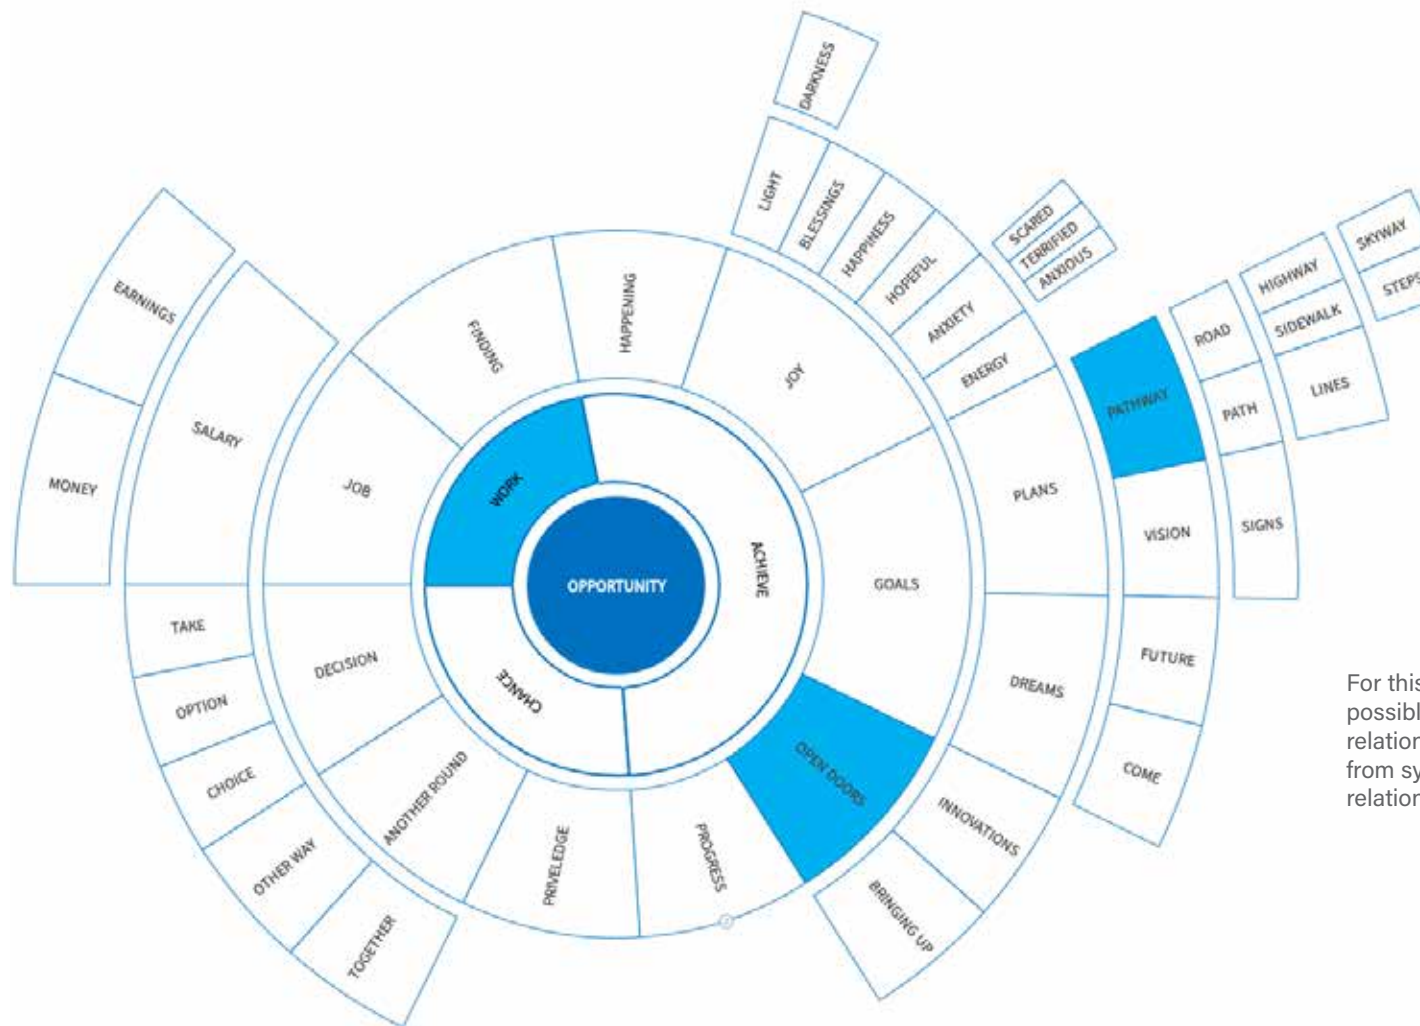 DARKNESS
LIGHT
BLESSINGS
HAPPINESS
HOPEFUL
ANXIETY
ENERGY
SCARED
TERRIFIED
ANXIOUS
SKYWAY
STEPS
HIGHWAY
SIDEWALK
LINES
ROAD
PATH
SIGNS
PATHWAY
VISION
FUTURE
COME
PLANS
DREAMS
INNOVATIONS
BRINGING UP
EARNINGS
MONEY
SALARY
TAKE
OPTION
CHOICE
OTHER WAY
TOGETHER
FINDING
HAPPENING
JOY
GOALS
OPEN DOORS
PROGRESS
PRIVELEDGE
ANOTHER ROUND
DECISION
JOB
WORK
ACHIEVE
CHANCE
OPPORTUNITY
For this
possibl
relation
from sy
relation